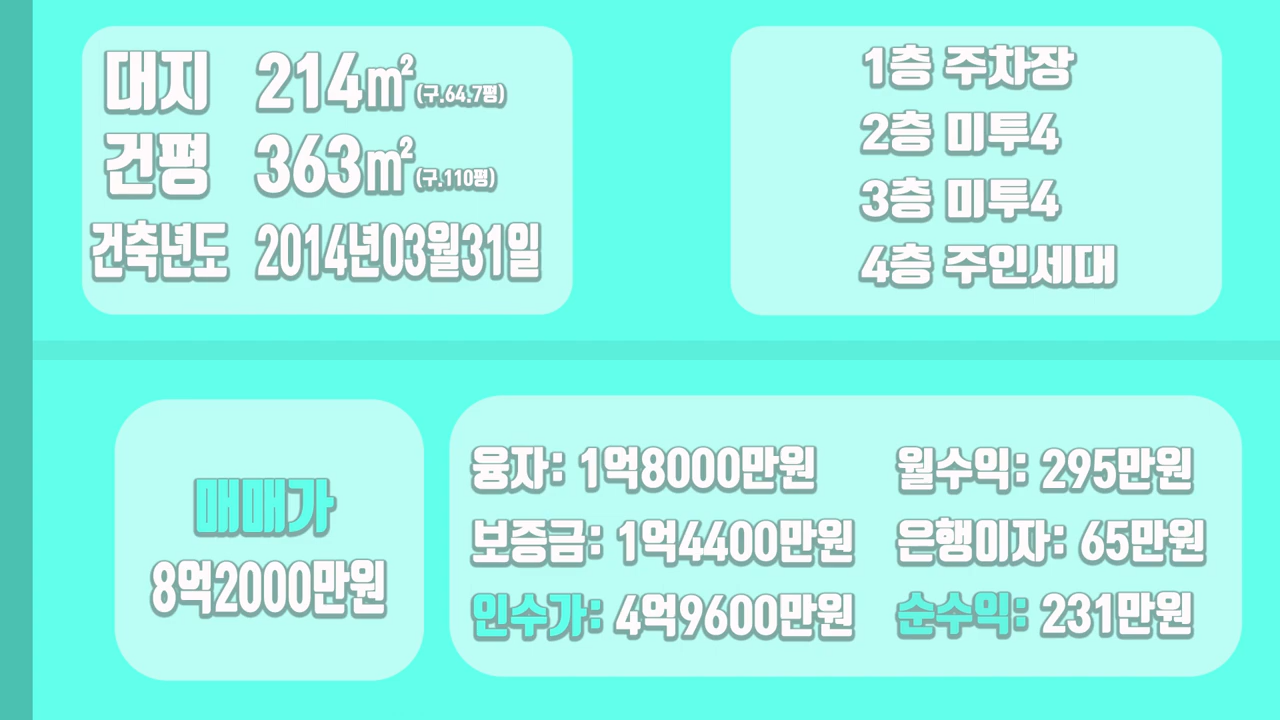 대지 214㎡(구.64.7평)
건평 363㎡(구.110평)
건축년도 2014년03월31일
1층 주차장
2층 미투4
3층 미투4
4층 주인세대
매매가
8억2000만원
융자: 1억8000만원
보증금: 1억4400만원
인수가: 4억9600만원
월수익: 295만원
은행이자: 65만원
순수익: 231만원